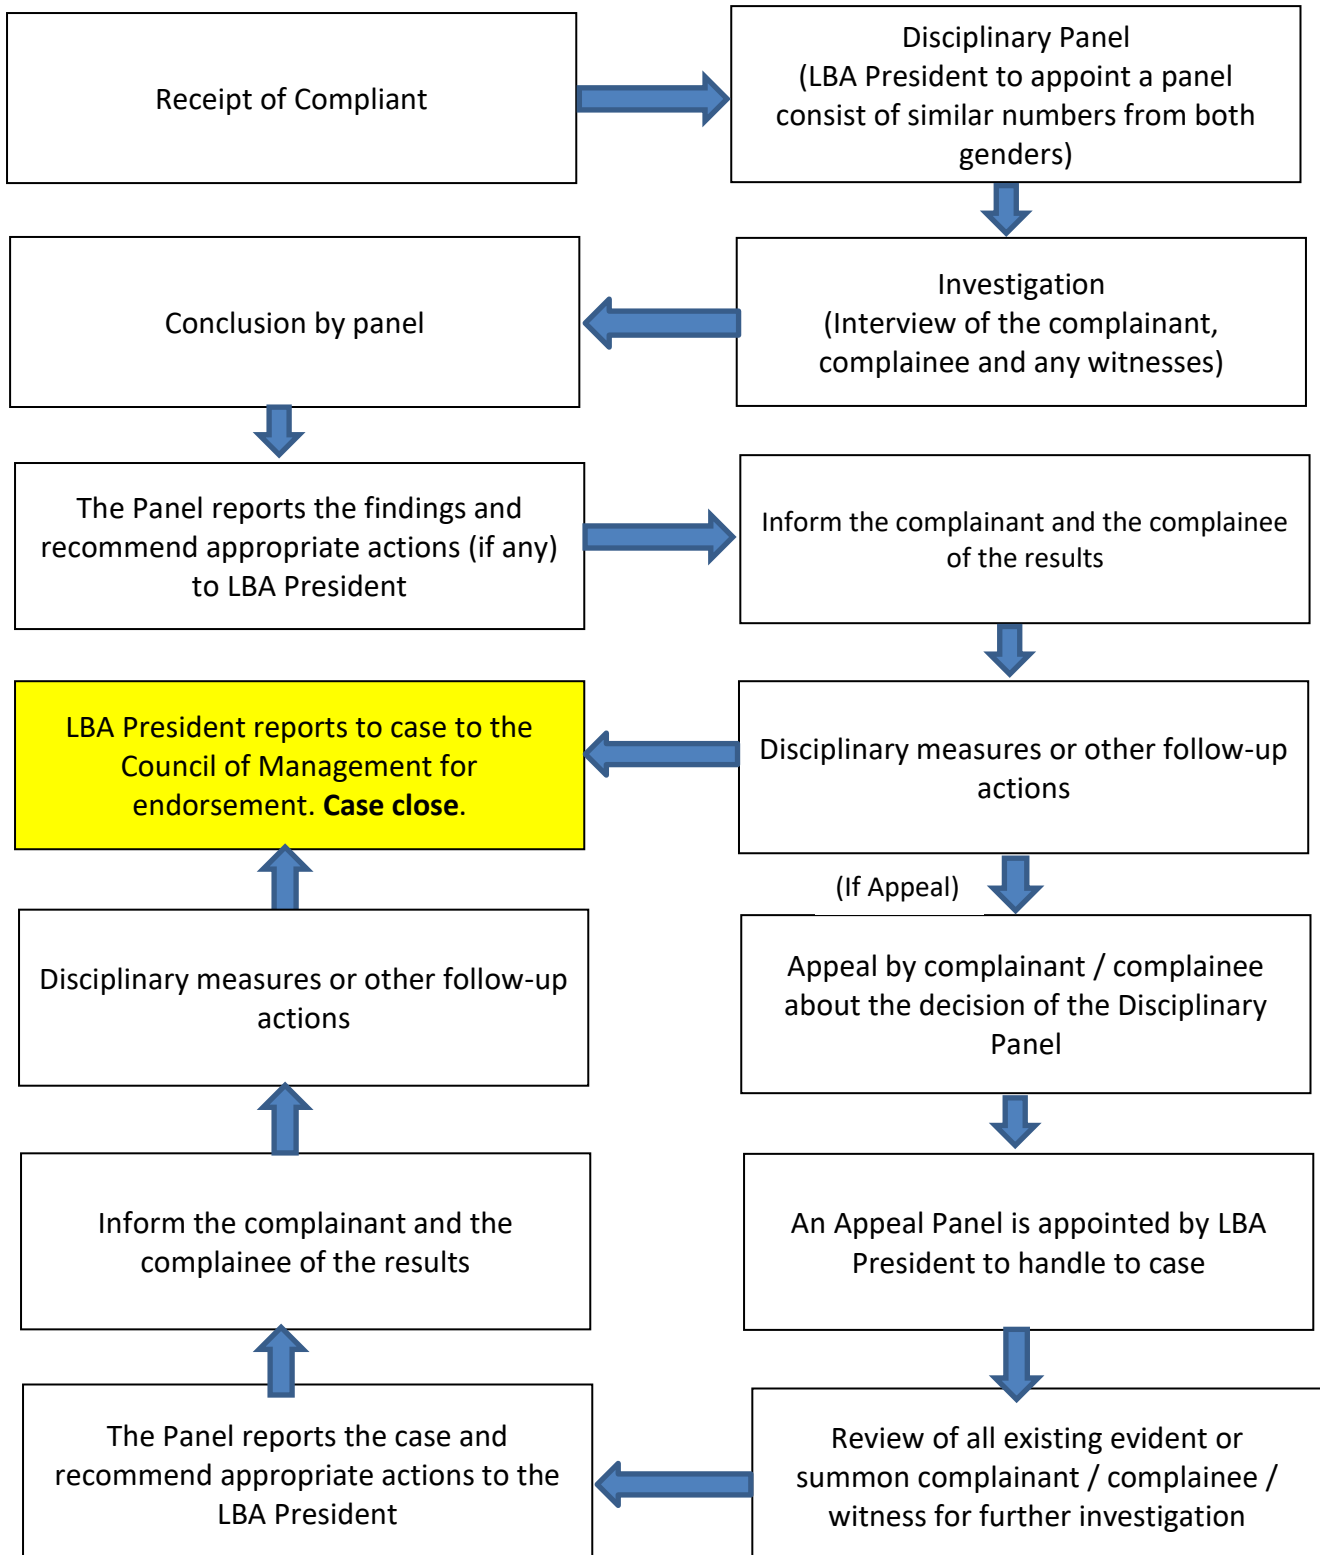 Receipt of Compliant
Disciplinary Panel
(LBA President to appoint a panel
consist of similar numbers from both
genders)
Investigation
(Interview of the complainant,
complainee and any witnesses)
Conclusion by panel
The Panel reports the findings and
recommend appropriate actions (if any)
to LBA President
Inform the complainant and the complainee
of the results
Disciplinary measures or other follow-up
actions
LBA President reports to case to the
Council of Management for
endorsement. Case close.
(If Appeal)
Appeal by complainant / complainee
about the decision of the Disciplinary
Panel
An Appeal Panel is appointed by LBA
President to handle to case
Review of all existing evident or
summon complainant / complainee /
witness for further investigation
The Panel reports the case and
recommend appropriate actions to the
LBA President
Inform the complainant and the
complainee of the results
Disciplinary measures or other follow-up
actions